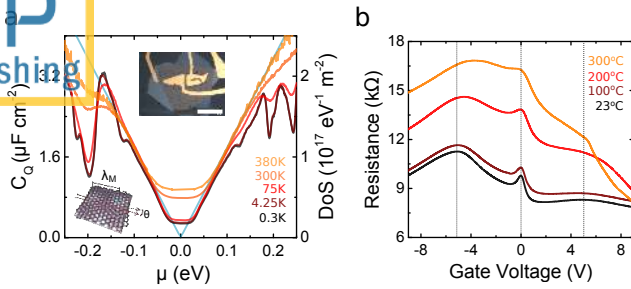 a
P
shing
b
3.2
1.6
0.0
C_Q (μF cm⁻²)
2
1
0
DoS (10¹⁷ eV⁻¹ m⁻²)
380K
300K
75K
4.25K
0.3K
λ_M
θ
-0.2 -0.1 0.0 0.1 0.2
μ (eV)
18
15
12
9
6
Resistance (kΩ)
300°C
200°C
100°C
23°C
-8 -4 0 4 8
Gate Voltage (V)